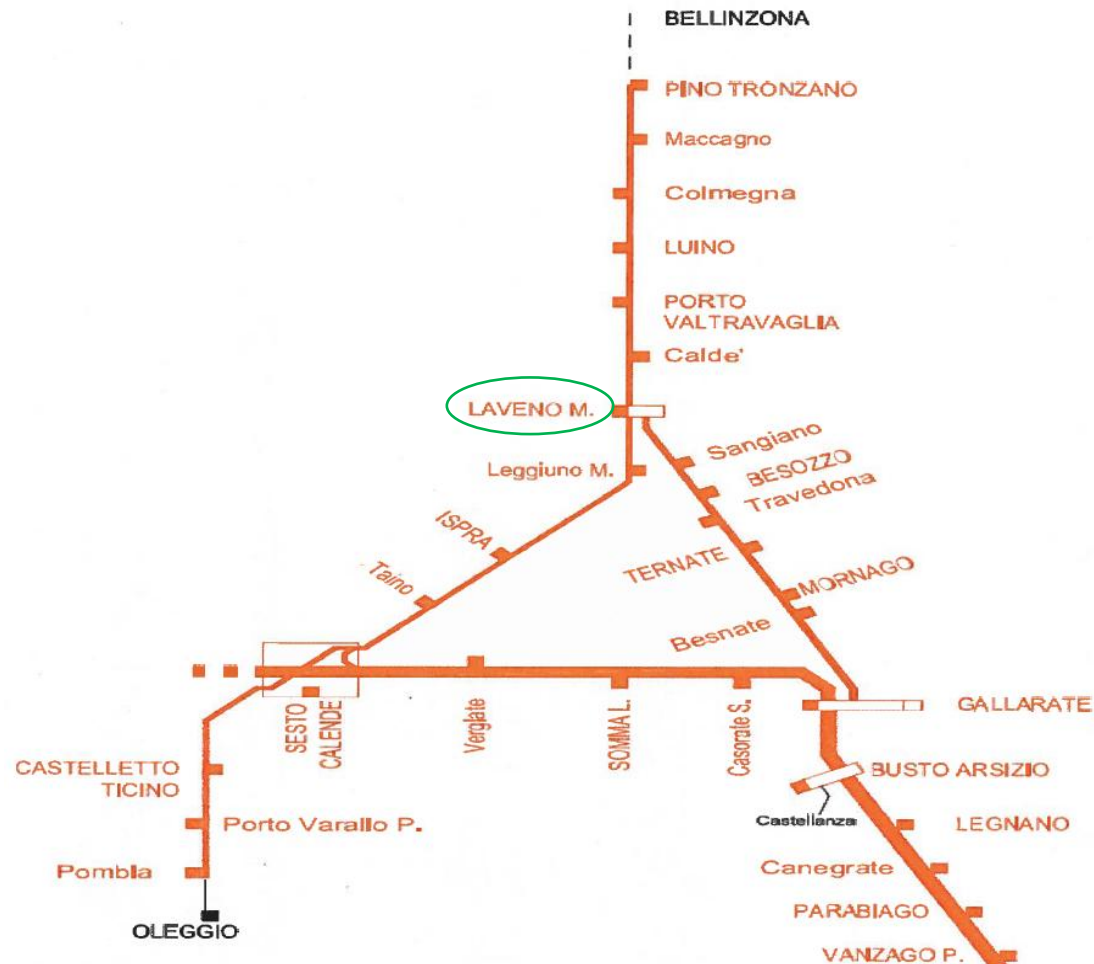 BELLINZONA
PINO TRONZANO
Maccagno
Colmegna
LUINO
PORTO
VALTRAVAGLIA
Calde'
LAVENO M.
Sangiano
BESOZZO
Travedona
Leggiuno M.
ISPRA
TERNATE
Taino
MORNAGO
Besnate
SESTO
CALENDE
Vergiate
SOMMA L.
Casorate S.
GALLARATE
CASTELLETTO
TICINO
BUSTO ARSIZIO
Castellanza
Porto Varallo P.
LEGNANO
Pombia
Canegrate
PARABIAGO
OLEGGIO
VANZAGO P.